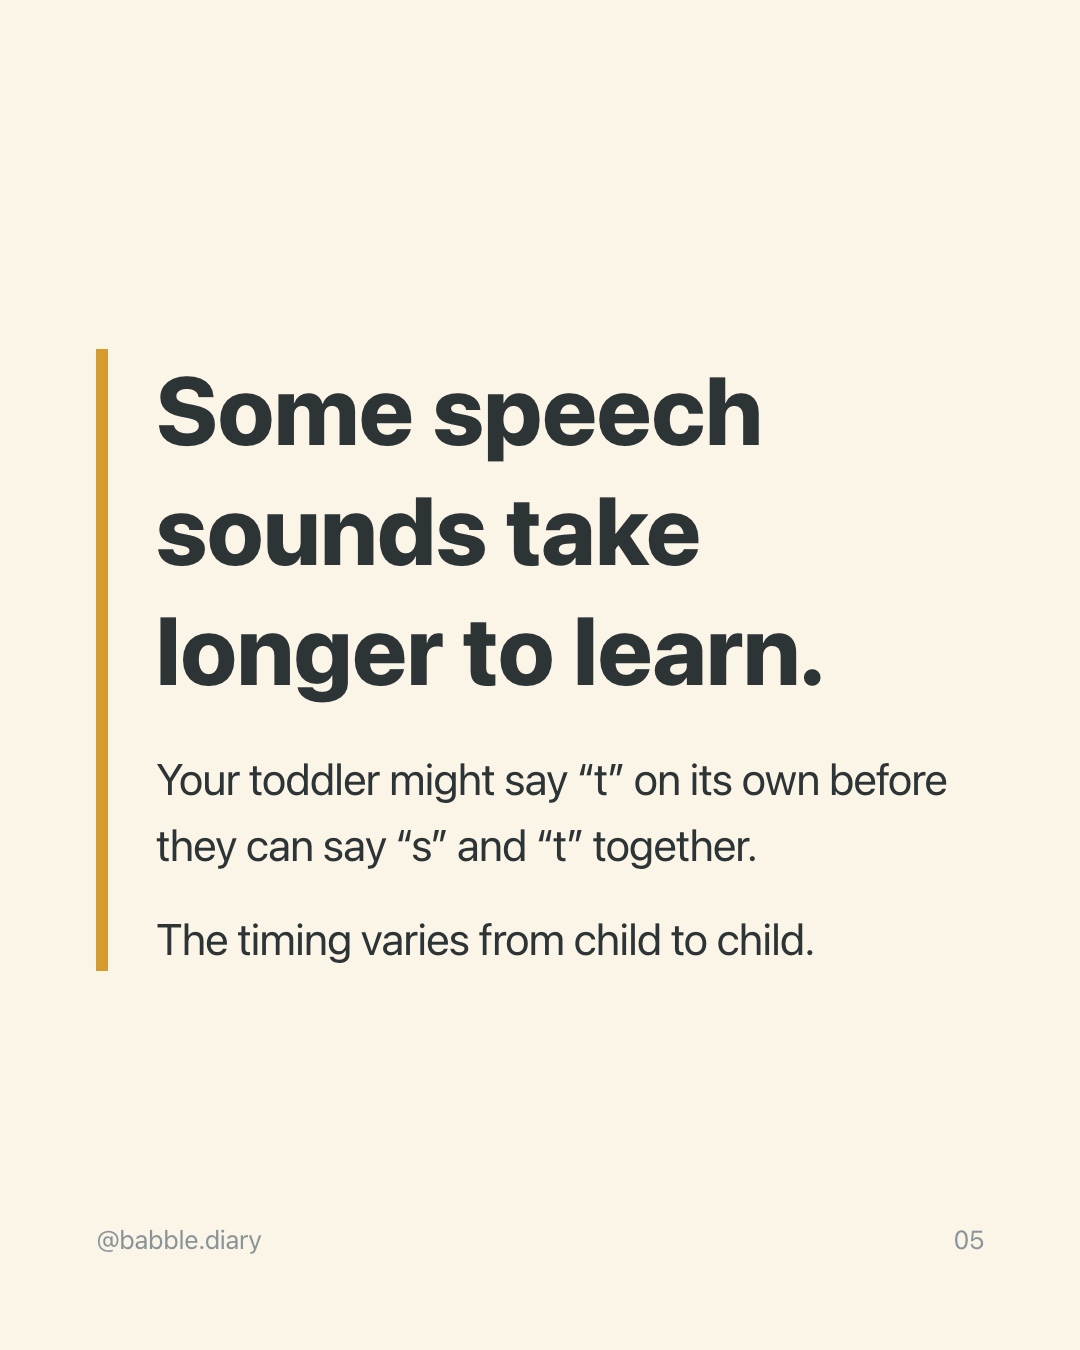 Some speech
sounds take
longer to learn.
Your toddler might say “t” on its own before
they can say “s” and “t” together.
The timing varies from child to child.
@babble.diary
05